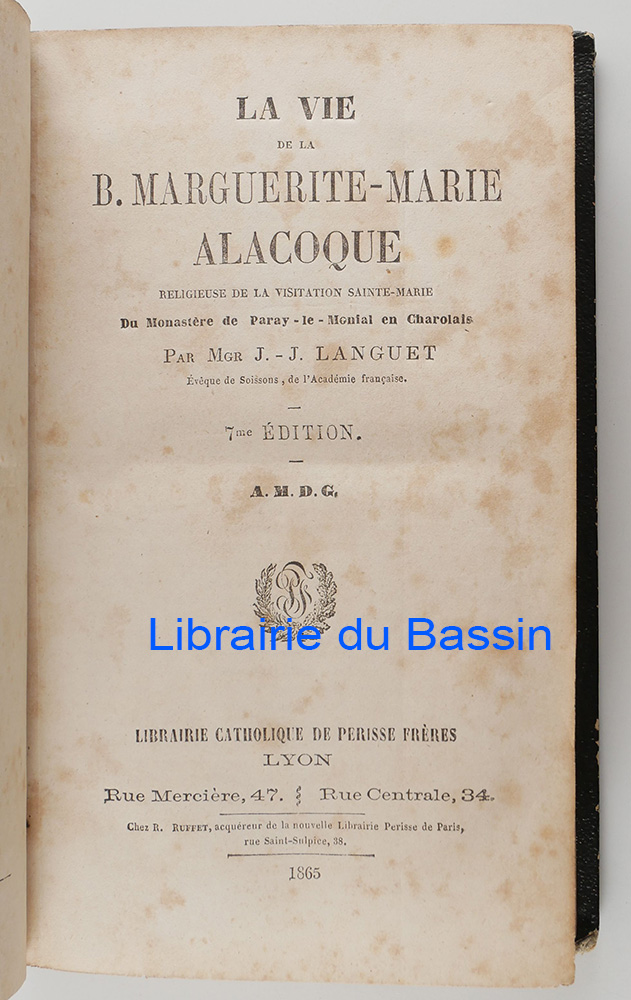 LA VIE
DE LA
B. MARGUERITE-MARIE
ALACOQUE
RELIGIEUSE DE LA VISITATION SAINTE-MARIE
Du Monastère de Paray-le-Monial en Charolais
PAR MGR J.-J. LANGUET
Évêque de Soissons, de l'Académie française.
7me ÉDITION.
A. M. D. G.
Librairie du Bassin
LIBRAIRIE CATHOLIQUE DE PERISSE FRÈRES
LYON
Rue Mercière, 47. Rue Centrale, 34.
Chez R. RUFFET, acquéreur de la nouvelle Librairie Perisse de Paris,
rue Saint-Sulpice, 38.
1865